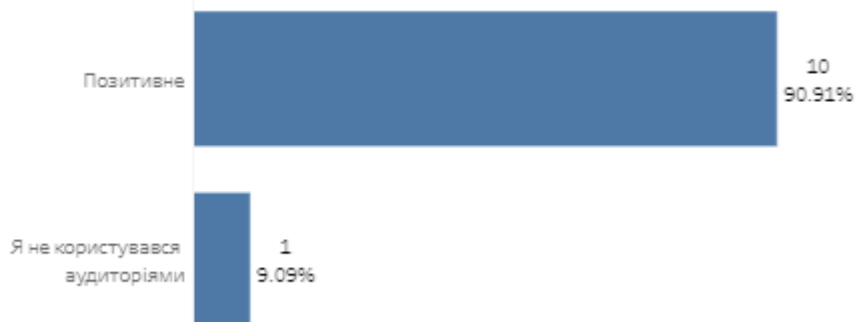 Позитивне
10
90.91%
Я не користувався
аудиторіями
1
9.09%